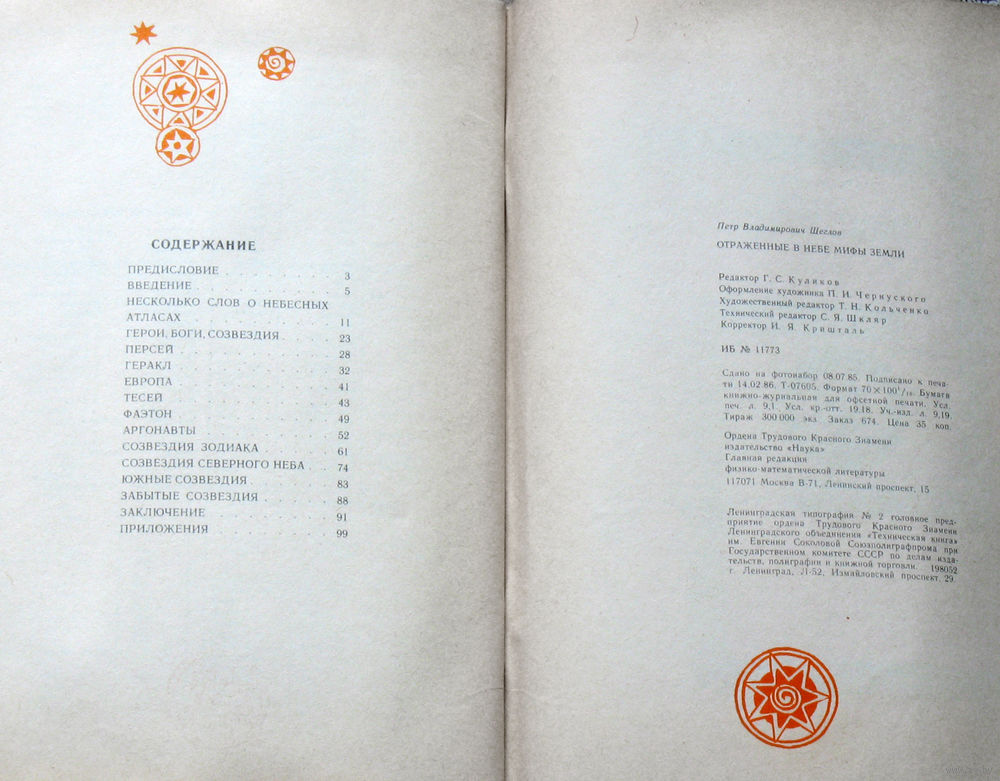 СОДЕРЖАНИЕ
ПРЕДИСЛОВИЕ . . . . . . . . 3
ВВЕДЕНИЕ . . . . . . . . . 5
НЕСКОЛЬКО СЛОВ О НЕБЕСНЫХ
АТЛАСАХ . . . . . . . . . 11
ГЕРОИ, БОГИ, СОЗВЕЗДИЯ . . . . 23
ПЕРСЕЙ . . . . . . . . . . 28
ГЕРАКЛ . . . . . . . . . . 32
ЕВРОПА . . . . . . . . . . 41
ТЕСЕЙ . . . . . . . . . . 43
ФАЭТОН . . . . . . . . . . 49
АРГОНАВТЫ . . . . . . . . . 52
СОЗВЕЗДИЯ ЗОДИАКА . . . . . 61
СОЗВЕЗДИЯ СЕВЕРНОГО НЕБА . . 74
ЮЖНЫЕ СОЗВЕЗДИЯ . . . . . . 83
ЗАБЫТЫЕ СОЗВЕЗДИЯ . . . . . 88
ЗАКЛЮЧЕНИЕ . . . . . . . . 91
ПРИЛОЖЕНИЯ . . . . . . . . 99
Петр Владимирович Щеглов
ОТРАЖЕННЫЕ В НЕБЕ МИФЫ ЗЕМЛИ
Редактор Г. С. Куликов
Оформление художника П. И. Чернуского
Художественный редактор Т. Н. Кольченко
Технический редактор С. Я. Шкляр
Корректор И. Я. Кришталь
ИБ № 11773
Сдано на фотонабор 08.07.85. Подписано к печа-
ти 14.02.86. Т-07605. Формат 70×100¹/₁₆. Бумага
книжно-журнальная для офсетной печати. Усл.
печ. л. 9,1. Усл. кр-отт. 19,18. Уч.-изд. л. 9,19.
Тираж 300 000 экз. Заказ 674. Цена 35 коп.
Ордена Трудового Красного Знамени
издательство «Наука»
Главная редакция
физико-математической литературы
117071 Москва В-71, Ленинский проспект, 15
Ленинградская типография № 2 головное пред-
приятие ордена Трудового Красного Знамени
Ленинградского объединения «Техническая книга»
им. Евгении Соколовой Союзполиграфпрома при
Государственном комитете СССР по делам изда-
тельств, полиграфии и книжной торговли. 198052
г. Ленинград, Л-52, Измайловский проспект, 29.